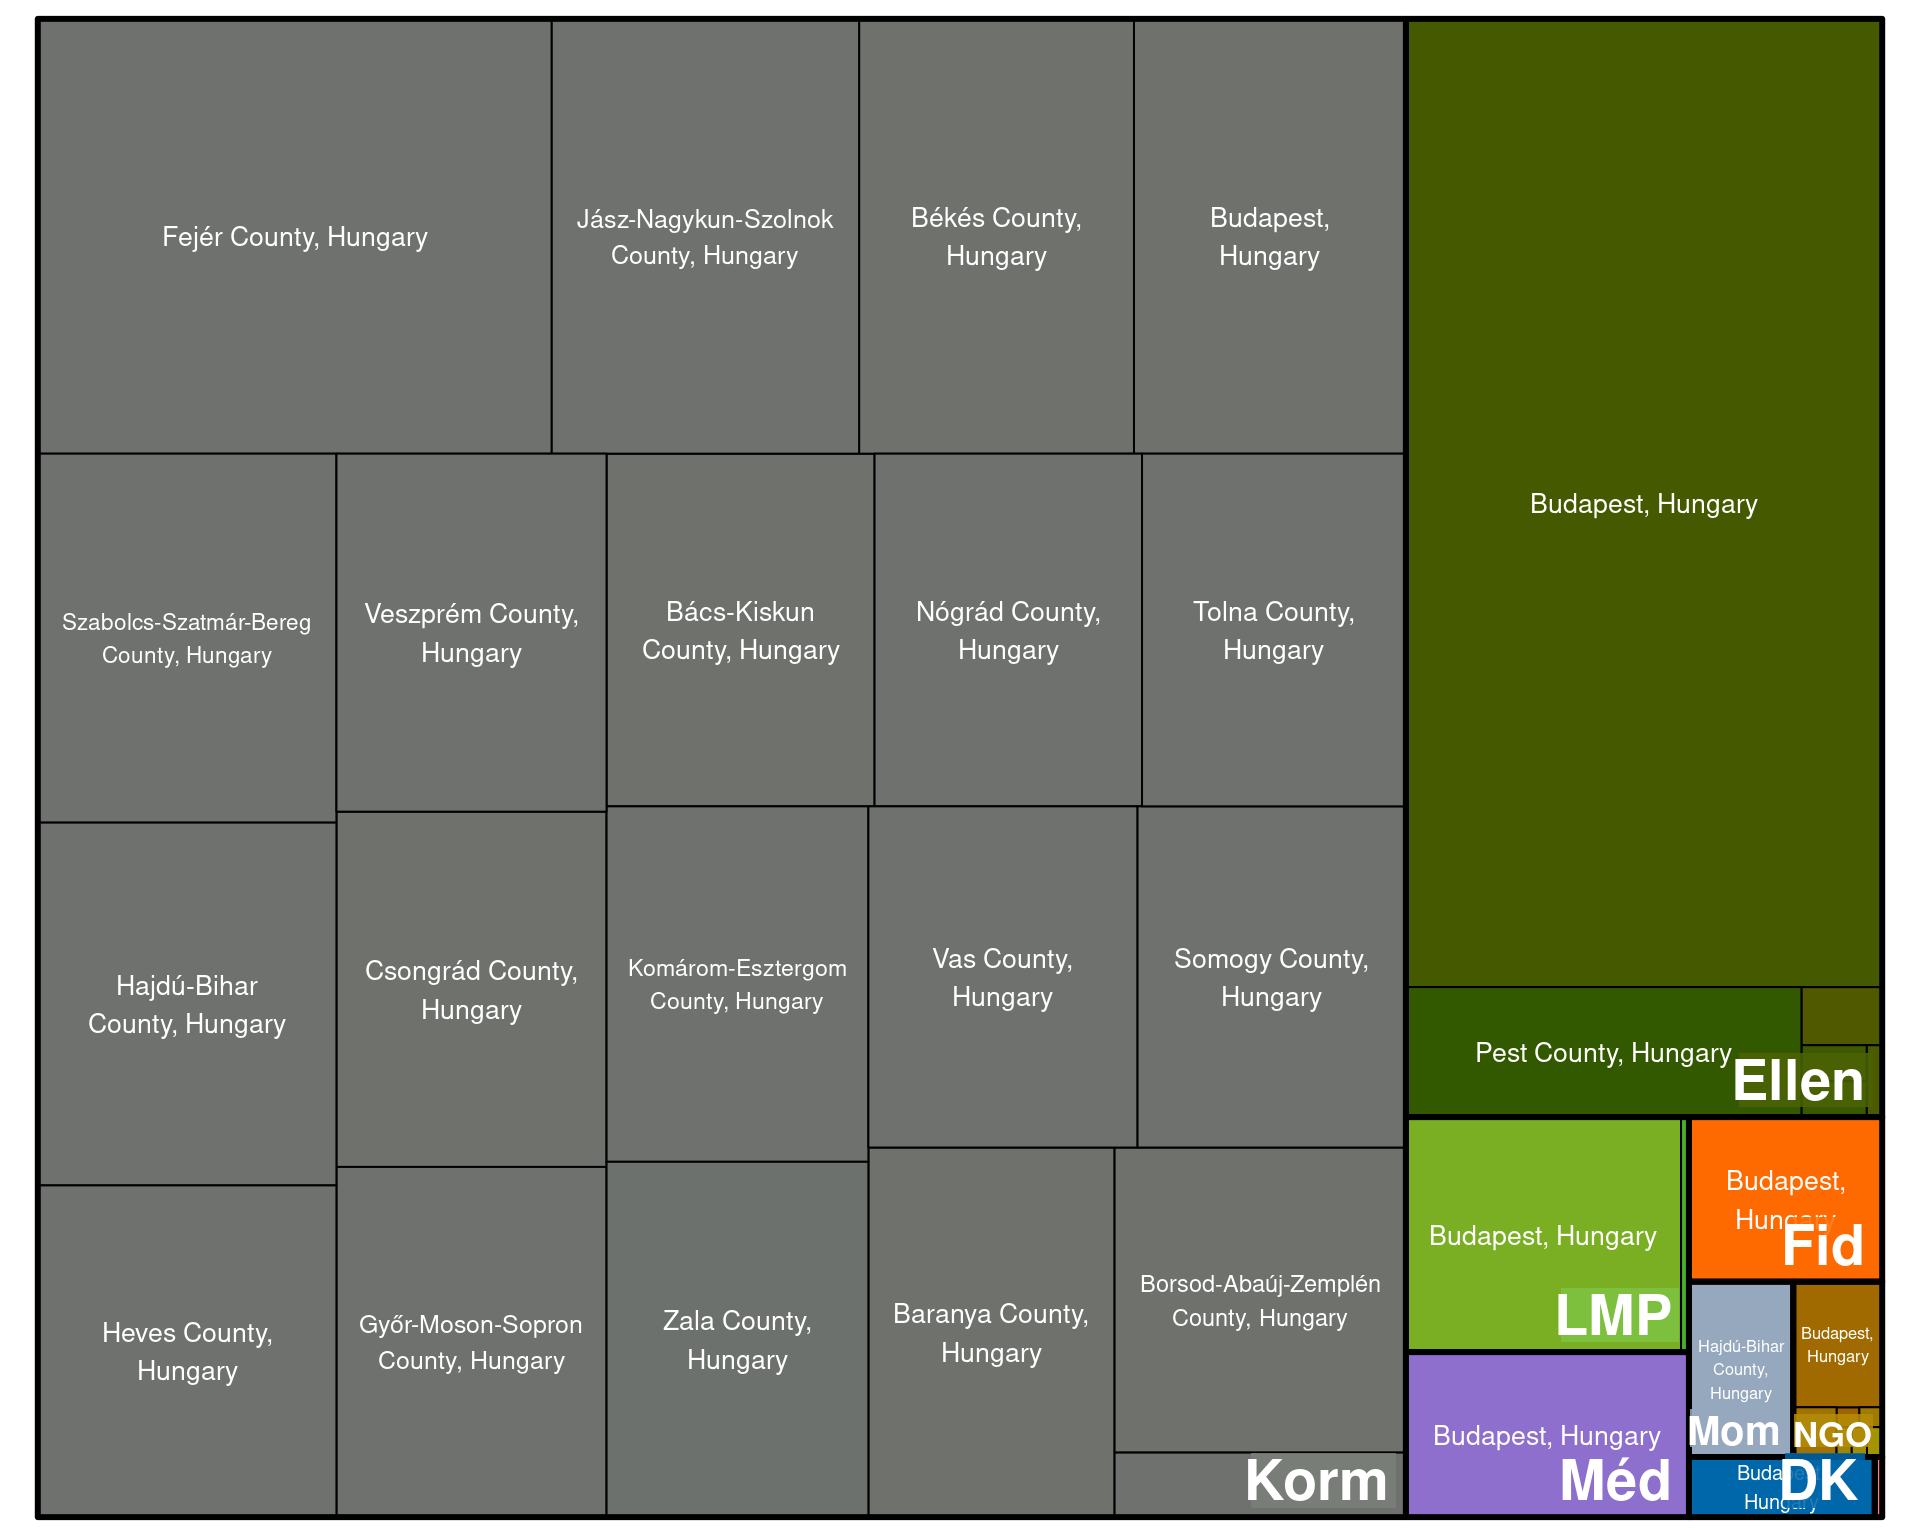 Fejér County, Hungary
Jász-Nagykun-Szolnok
County, Hungary
Békés County,
Hungary
Budapest,
Hungary
Szabolcs-Szatmár-Bereg
County, Hungary
Veszprém County,
Hungary
Bács-Kiskun
County, Hungary
Nógrád County,
Hungary
Tolna County,
Hungary
Hajdú-Bihar
County, Hungary
Csongrád County,
Hungary
Komárom-Esztergom
County, Hungary
Vas County,
Hungary
Somogy County,
Hungary
Heves County,
Hungary
Győr-Moson-Sopron
County, Hungary
Zala County,
Hungary
Baranya County,
Hungary
Borsod-Abaúj-Zemplén
County, Hungary
Korm
Budapest, Hungary
Pest County, Hungary
Ellen
Budapest, Hungary
LMP
Budapest, Hungary
Méd
Budapest,
Hungary
Fid
Hajdú-Bihar
County,
Hungary
Mom
Budapest,
Hungary
NGO
Budapest,
Hungary
DK